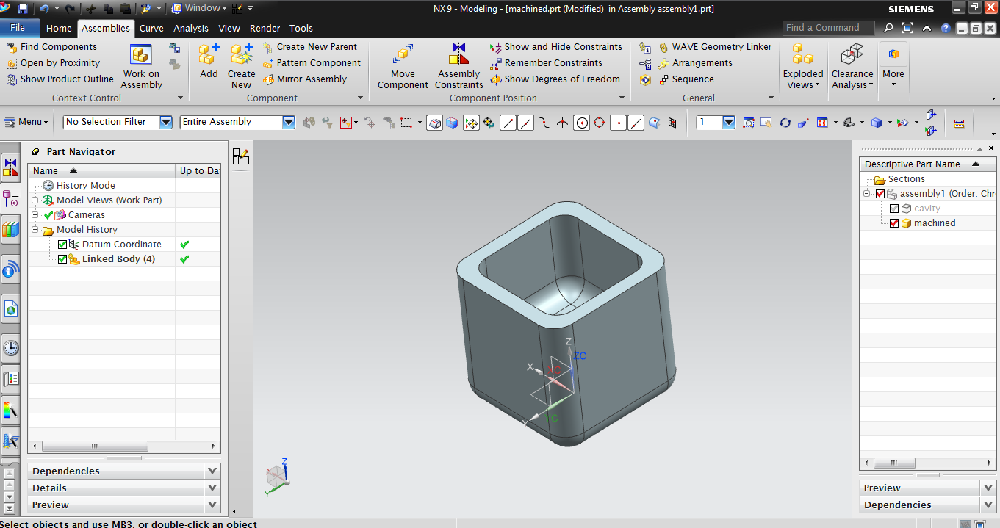 Window
NX 9 - Modeling - [machined.prt (Modified) in Assembly assembly1.prt]
SIEMENS
File
Home
Assemblies
Curve
Analysis
View
Render
Tools
Find a Command
Find Components
Open by Proximity
Show Product Outline
Work on
Assembly
Context Control
Add
Create
New
Create New Parent
Pattern Component
Mirror Assembly
Component
Move
Component
Assembly
Constraints
Show and Hide Constraints
Remember Constraints
Show Degrees of Freedom
Component Position
WAVE Geometry Linker
Arrangements
Sequence
General
Exploded
Views
Clearance
Analysis
More
Menu
No Selection Filter
Entire Assembly
1
Part Navigator
Name
Up to Da
History Mode
Model Views (Work Part)
Cameras
Model History
Datum Coordinate ...
Linked Body (4)
Dependencies
Details
Preview
Z
ZC
X
XC
YC
Y
Z
Y
Descriptive Part Name
Sections
assembly1 (Order: Chr
cavity
machined
Preview
Dependencies
Select objects and use MB3, or double-click an object